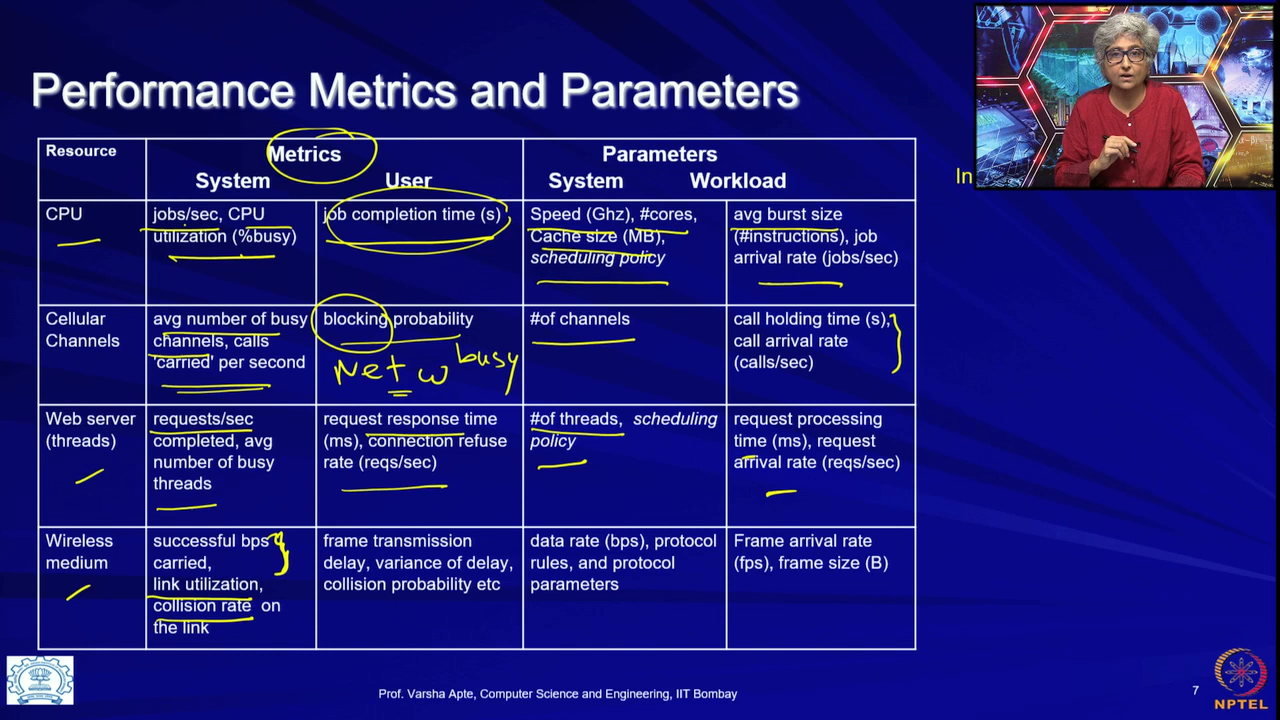 Performance Metrics and Parameters
In
Resource
Metrics
System User
Parameters
System Workload
CPU
jobs/sec, CPU
utilization (%busy)
job completion time (s)
Speed (Ghz), #cores,
Cache size (MB),
scheduling policy
avg burst size
(#instructions), job
arrival rate (jobs/sec)
Cellular
Channels
avg number of busy
channels, calls
'carried' per second
blocking probability
Netw busy
#of channels
call holding time (s),
call arrival rate
(calls/sec)
Web server
(threads)
requests/sec
completed, avg
number of busy
threads
request response time
(ms), connection refuse
rate (reqs/sec)
#of threads, scheduling
policy
request processing
time (ms), request
arrival rate (reqs/sec)
Wireless
medium
successful bps
carried,
link utilization,
collision rate on
the link
frame transmission
delay, variance of delay,
collision probability etc
data rate (bps), protocol
rules, and protocol
parameters
Frame arrival rate
(fps), frame size (B)
Prof. Varsha Apte, Computer Science and Engineering, IIT Bombay
7
NPTEL